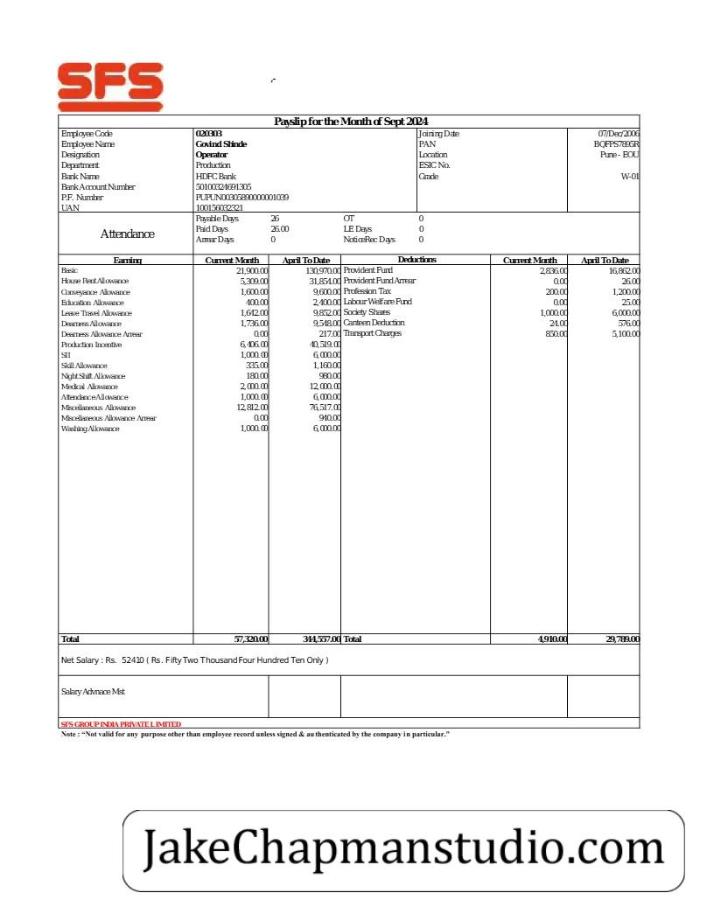 SFS
Payslip for the Month of Sept 2024
Employee Code 020303 Joining Date 07/Dec/2006
Employee Name Govind Shinde PAN BQFPS7895R
Designation Operator Location Pune - EOU
Department Production ESIC No.
Bank Name HDFC Bank Grade W-01
Bank Account Number 50100324691305
P.F. Number PUPUN00305890000001039
UAN 100156032321
Attendance
Payable Days 26 OT 0
Paid Days 26.00 LE Days 0
Arrear Days 0 NoticeRec Days 0
Earning Current Month April To Date Deductions Current Month April To Date
Basic 21,900.00 130,970.00 Provident Fund 2,836.00 16,862.00
House Rent Allowance 5,309.00 31,854.00 Provident Fund Arrear 0.00 26.00
Conveyance Allowance 1,600.00 9,600.00 Profession Tax 200.00 1,200.00
Education Allowance 400.00 2,400.00 Labour Welfare Fund 0.00 25.00
Leave Travel Allowance 1,642.00 9,852.00 Society Shares 1,000.00 6,000.00
Dearness Allowance 1,736.00 9,548.00 Canteen Deduction 24.00 576.00
Dearness Allowance Arrear 0.00 217.00 Transport Charges 850.00 5,100.00
Production Incentive 6,406.00 40,519.00
SII 1,000.00 6,000.00
Skill Allowance 335.00 1,160.00
Night Shift Allowance 180.00 980.00
Medical Allowance 2,000.00 12,000.00
Attendance Allowance 1,000.00 6,000.00
Miscellaneous Allowance 12,812.00 76,517.00
Miscellaneous Allowance Arrear 0.00 940.00
Washing Allowance 1,000.00 6,000.00
Total 57,320.00 344,557.00 Total 4,910.00 29,789.00
Net Salary : Rs. 52410 ( Rs. Fifty Two Thousand Four Hundred Ten Only )
Salary Advnace Mst
SFS GROUP INDIA PRIVATE LIMITED
Note : "Not valid for any purpose other than employee record unless signed & authenticated by the company in particular."
JakeChapmanstudio.com